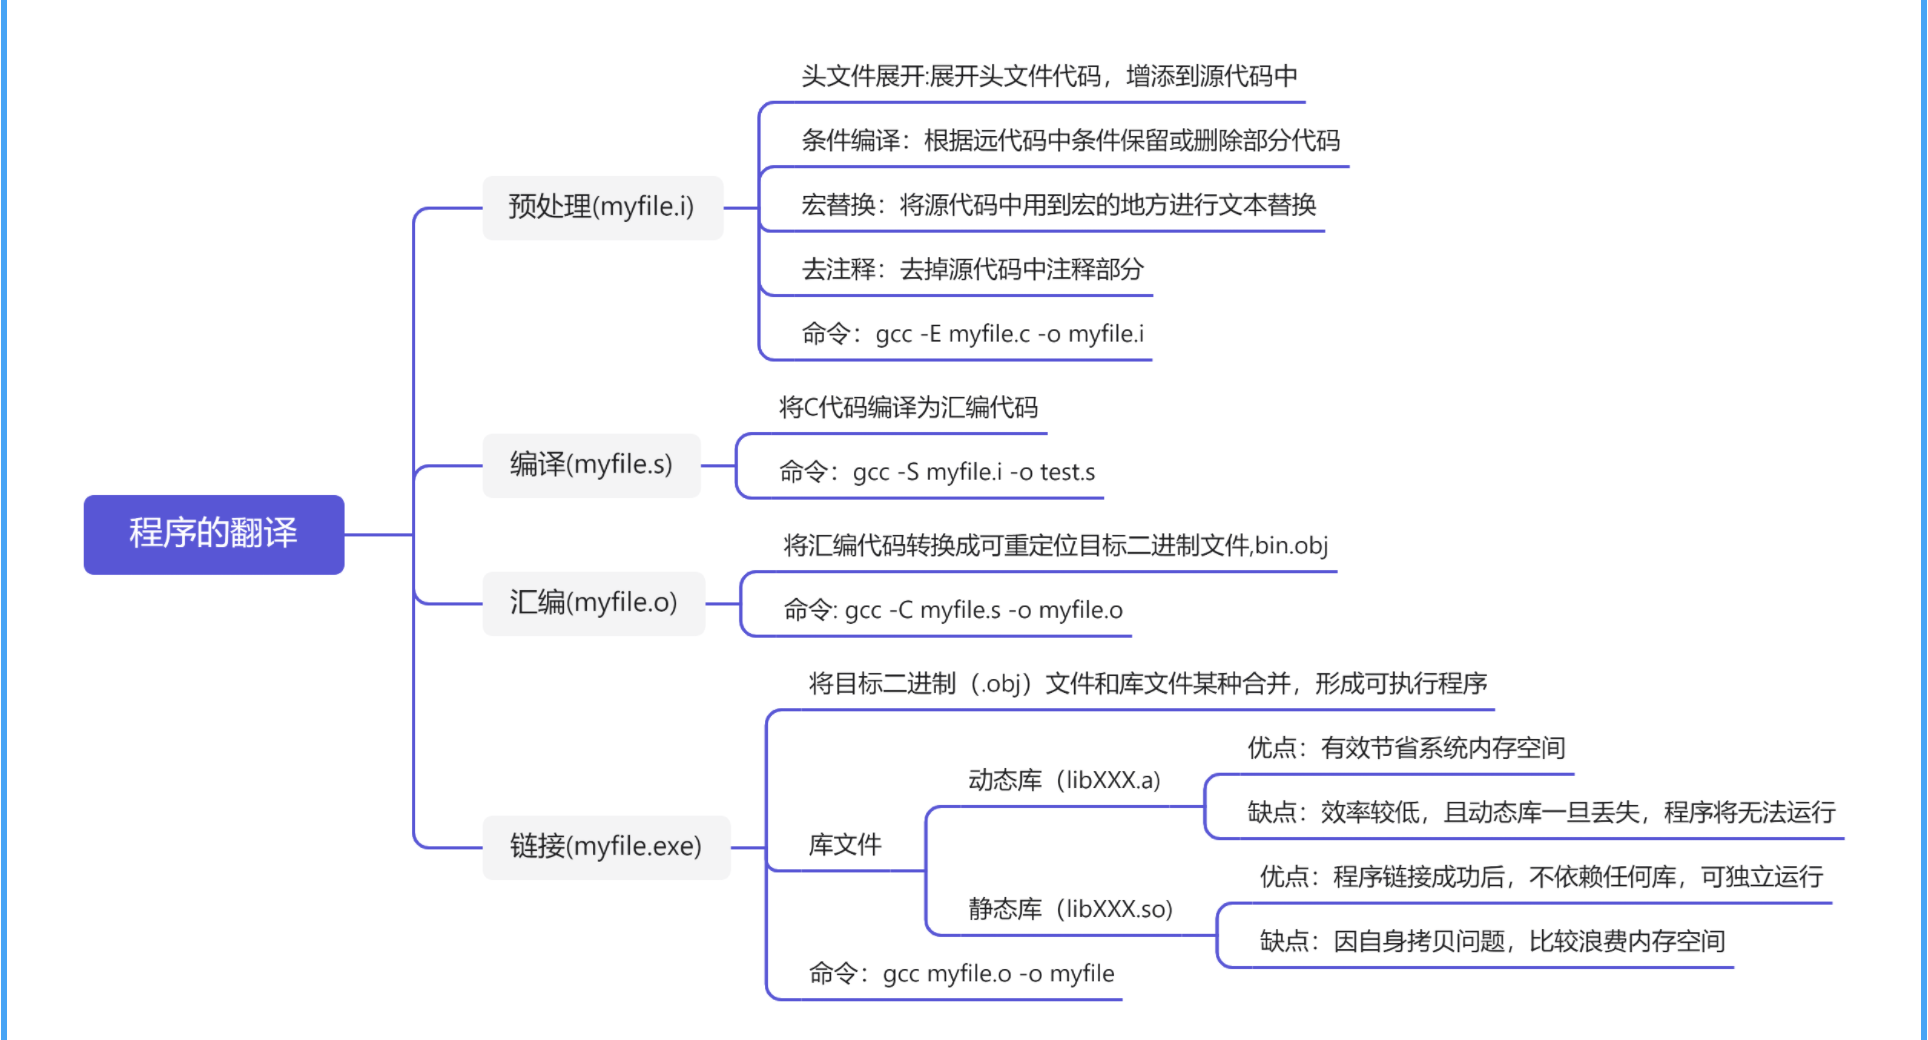 程序的翻译
预处理(myfile.i)
头文件展开:展开头文件代码，增添到源代码中
条件编译：根据远代码中条件保留或删除部分代码
宏替换：将源代码中用到宏的地方进行文本替换
去注释：去掉源代码中注释部分
命令：gcc -E myfile.c -o myfile.i
编译(myfile.s)
将C代码编译为汇编代码
命令：gcc -S myfile.i -o test.s
汇编(myfile.o)
将汇编代码转换成可重定位目标二进制文件,bin.obj
命令: gcc -C myfile.s -o myfile.o
链接(myfile.exe)
将目标二进制（.obj）文件和库文件某种合并，形成可执行程序
库文件
动态库（libXXX.a)
优点：有效节省系统内存空间
缺点：效率较低，且动态库一旦丢失，程序将无法运行
静态库（libXXX.so)
优点：程序链接成功后，不依赖任何库，可独立运行
缺点：因自身拷贝问题，比较浪费内存空间
命令：gcc myfile.o -o myfile